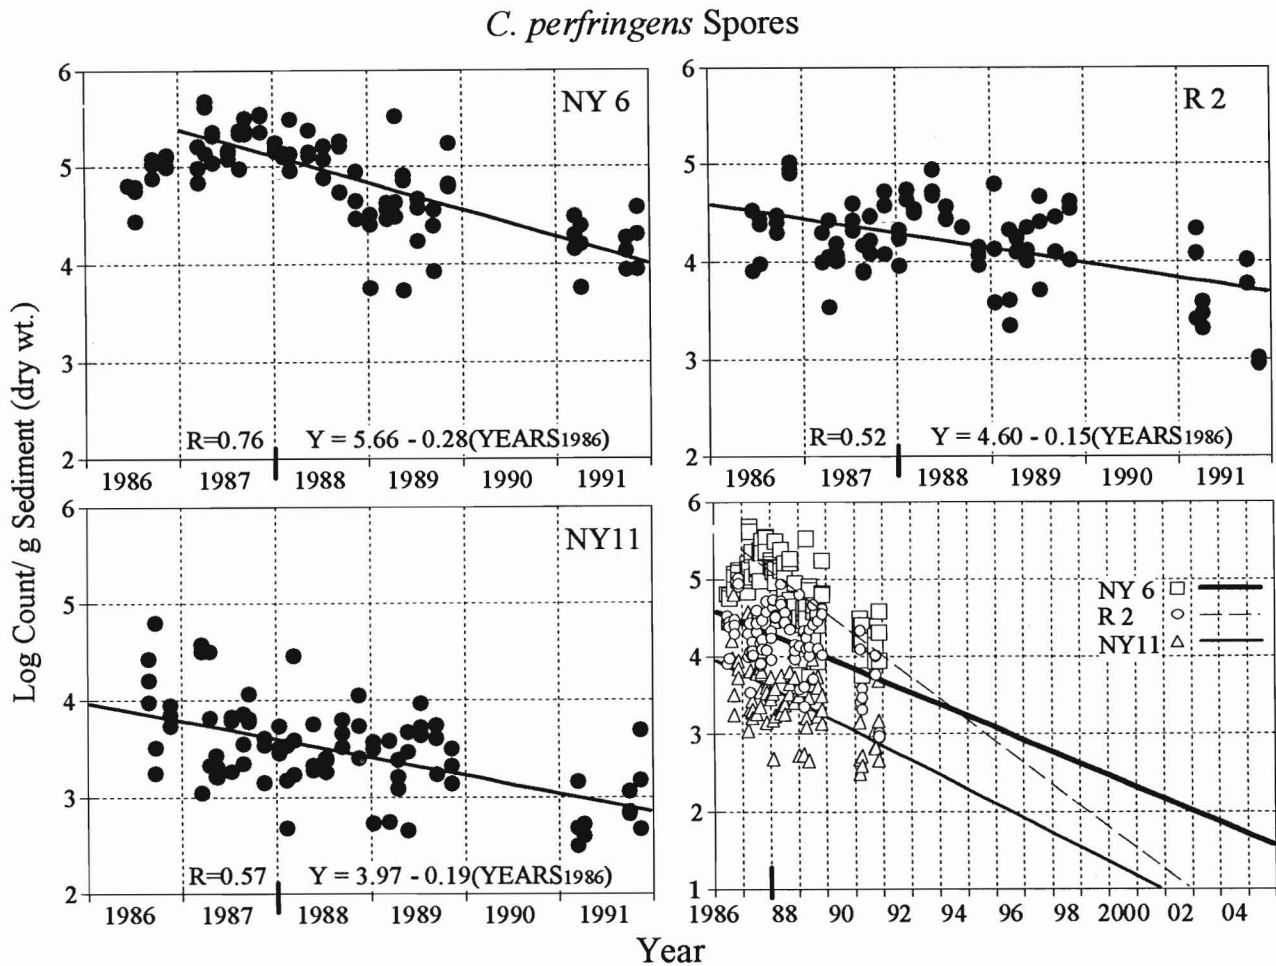 C. perfringens Spores
Log Count/ g Sediment (dry wt.)
6
5
4
3
2
NY 6
R=0.76 Y = 5.66 - 0.28(YEARS1986)
1986 1987 1988 1989 1990 1991
6
5
4
3
2
R 2
R=0.52 Y = 4.60 - 0.15(YEARS1986)
1986 1987 1988 1989 1990 1991
6
5
4
3
2
NY11
R=0.57 Y = 3.97 - 0.19(YEARS1986)
1986 1987 1988 1989 1990 1991
6
5
4
3
2
1
NY 6
R 2
NY11
1986 88 90 92 94 96 98 2000 02 04
Year